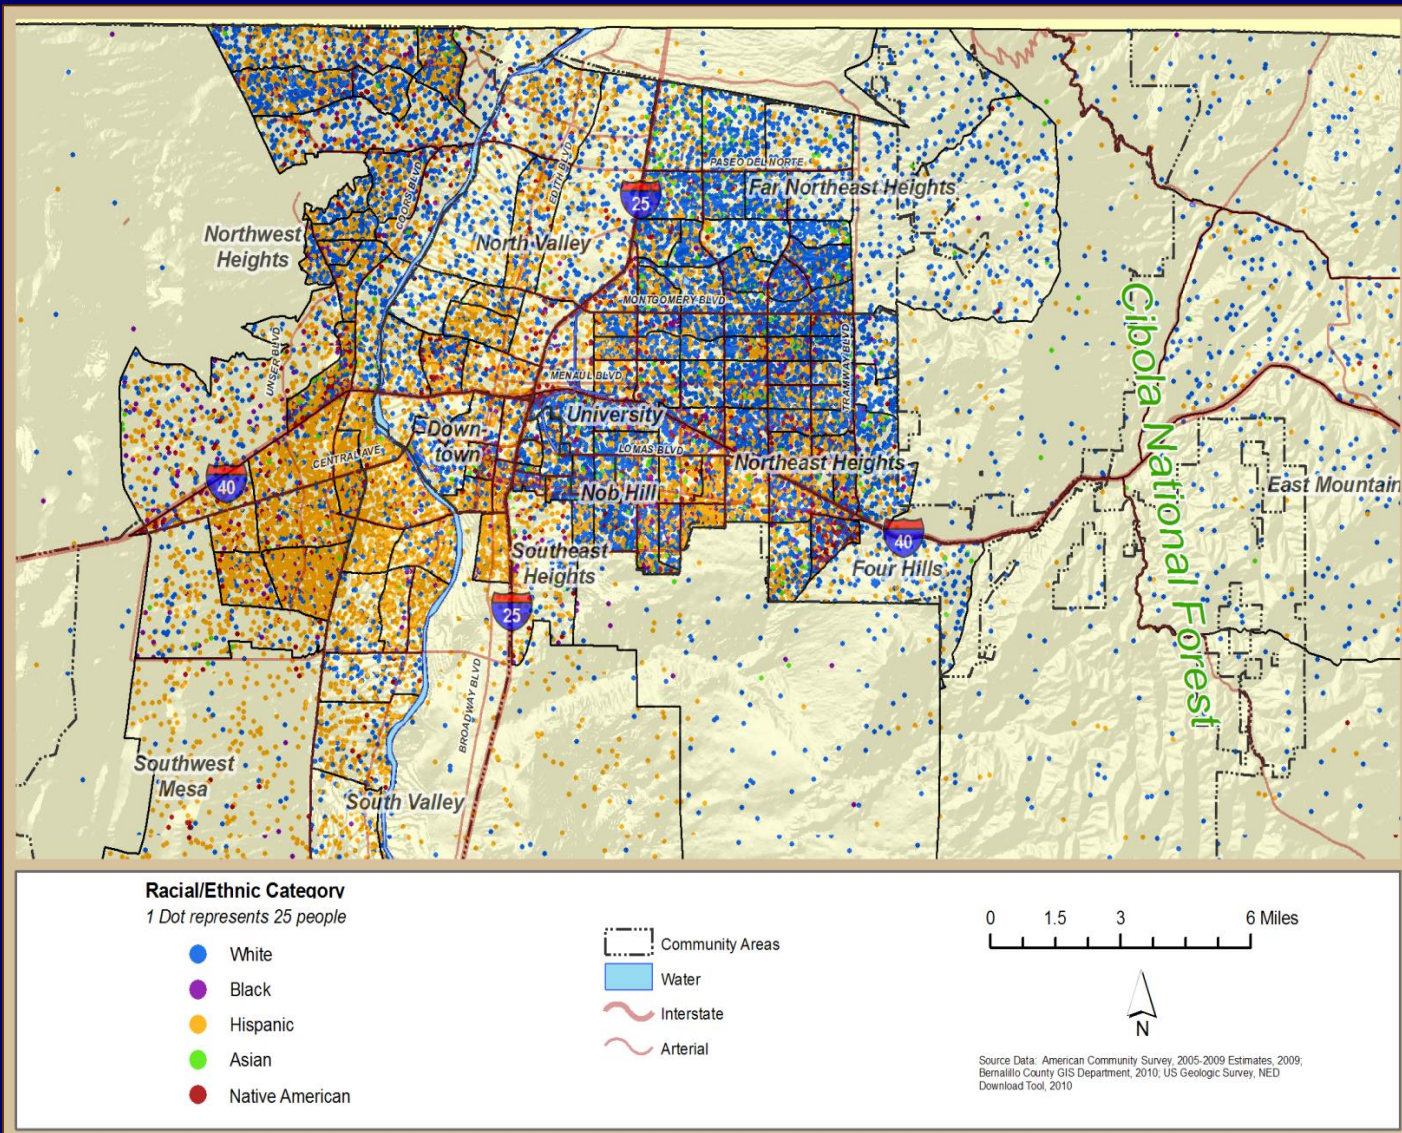 PASEO DEL NORTE
Far Northeast Heights
COORS BLVD
EDITH BLVD
25
Northwest
Heights
North Valley
MONTGOMERY BLVD
UNSER BLVD
TRAMWAY BLVD
MENAUL BLVD
University
Down-
town
LOMAS BLVD
CENTRAL AVE
Northeast Heights
40
Nob Hill
East Mountain
Cibola National Forest
Southeast
Heights
40
Four Hills
25
BROADWAY BLVD
Southwest
Mesa
South Valley
Racial/Ethnic Category
1 Dot represents 25 people
White
Black
Hispanic
Asian
Native American
Community Areas
Water
Interstate
Arterial
0 1.5 3 6 Miles
N
Source Data: American Community Survey, 2005-2009 Estimates, 2009;
Bernalillo County GIS Department, 2010; US Geologic Survey, NED
Download Tool, 2010